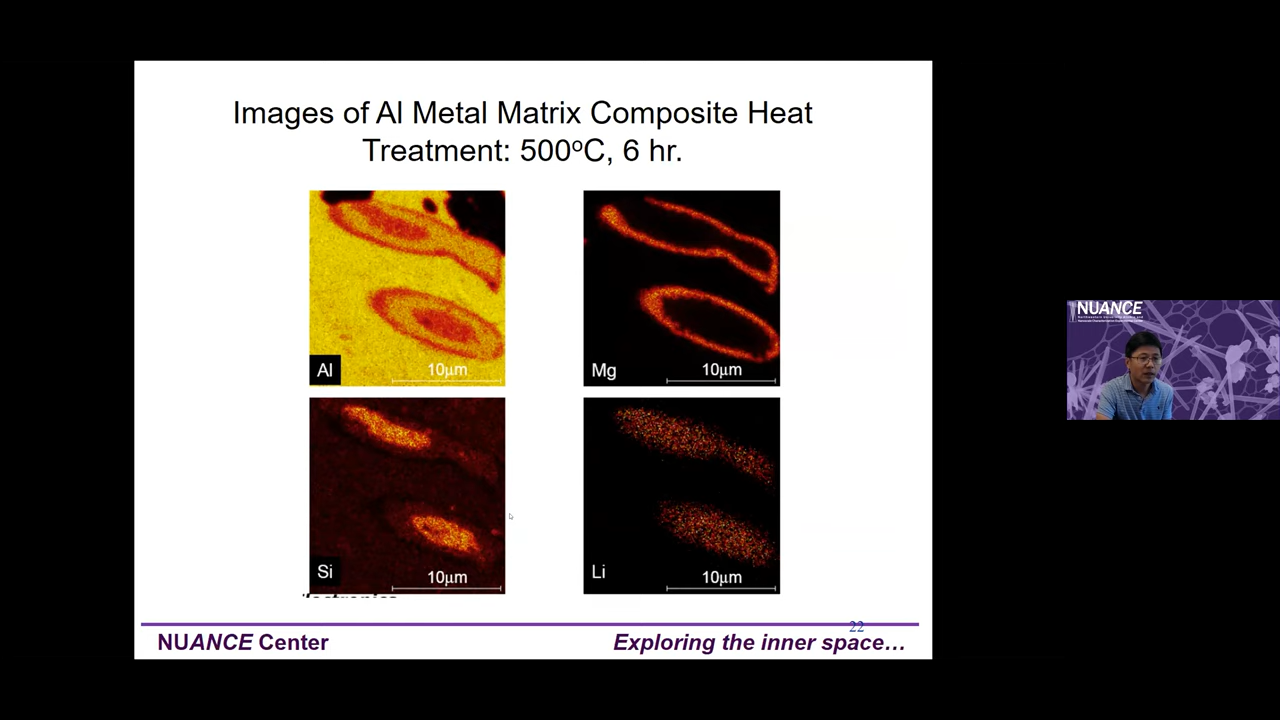 Images of Al Metal Matrix Composite Heat
Treatment: 500ºC, 6 hr.
Al
10μm
Mg
10μm
Si
10μm
Li
10μm
22
NUANCE Center
Exploring the inner space…
NUANCE